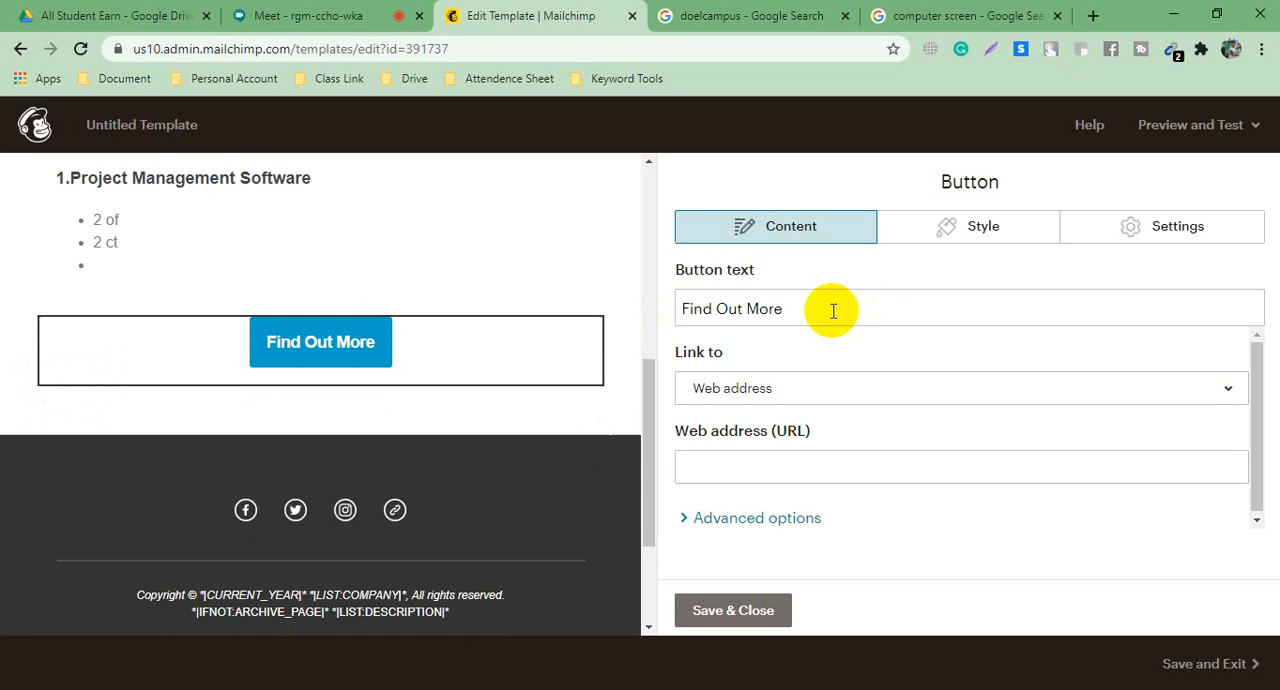 All Student Earn - Google Driv
Meet - rgm-ccho-wka
Edit Template | Mailchimp
doelcampus - Google Search
computer screen - Google Sea
us10.admin.mailchimp.com/templates/edit?id=391737
2
Apps
Document
Personal Account
Class Link
Drive
Attendence Sheet
Keyword Tools
Untitled Template
Help
Preview and Test
1.Project Management Software
• 2 of
• 2 ct
•
Find Out More
Copyright © *|CURRENT_YEAR|* *|LIST:COMPANY|*, All rights reserved.
*|IFNOT:ARCHIVE_PAGE|* *|LIST:DESCRIPTION|*
Button
Content
Style
Settings
Button text
Find Out More
Link to
Web address
Web address (URL)
Advanced options
Save & Close
Save and Exit